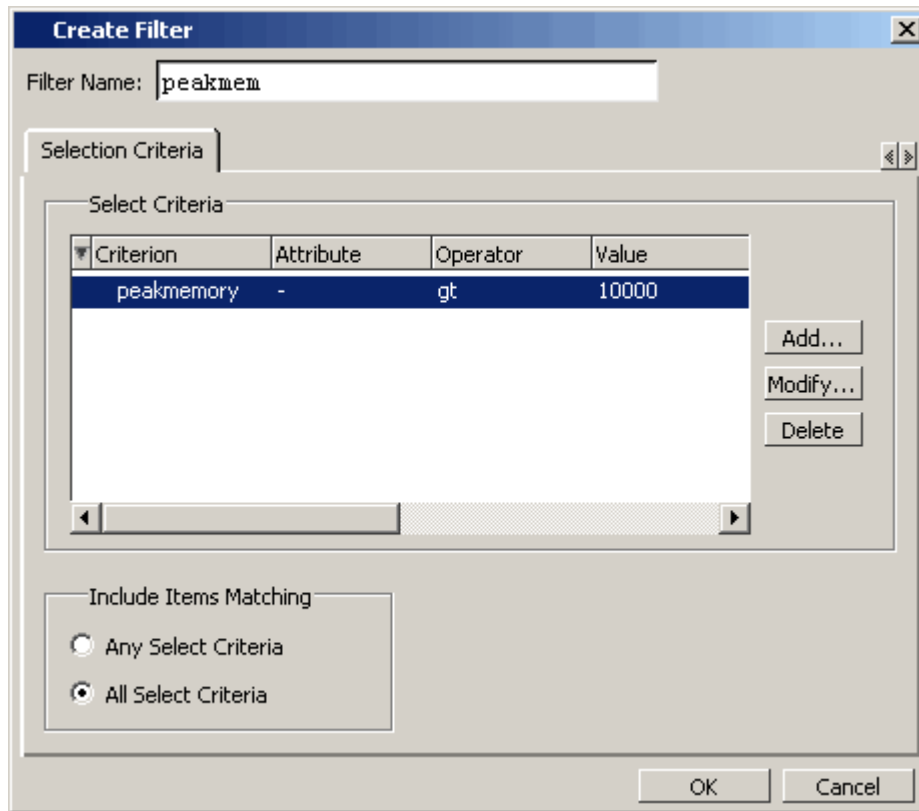 Create Filter
Filter Name: peakmem
Selection Criteria
Select Criteria
Criterion Attribute Operator Value
peakmemory - gt 10000
Add...
Modify...
Delete
Include Items Matching
Any Select Criteria
All Select Criteria
OK Cancel